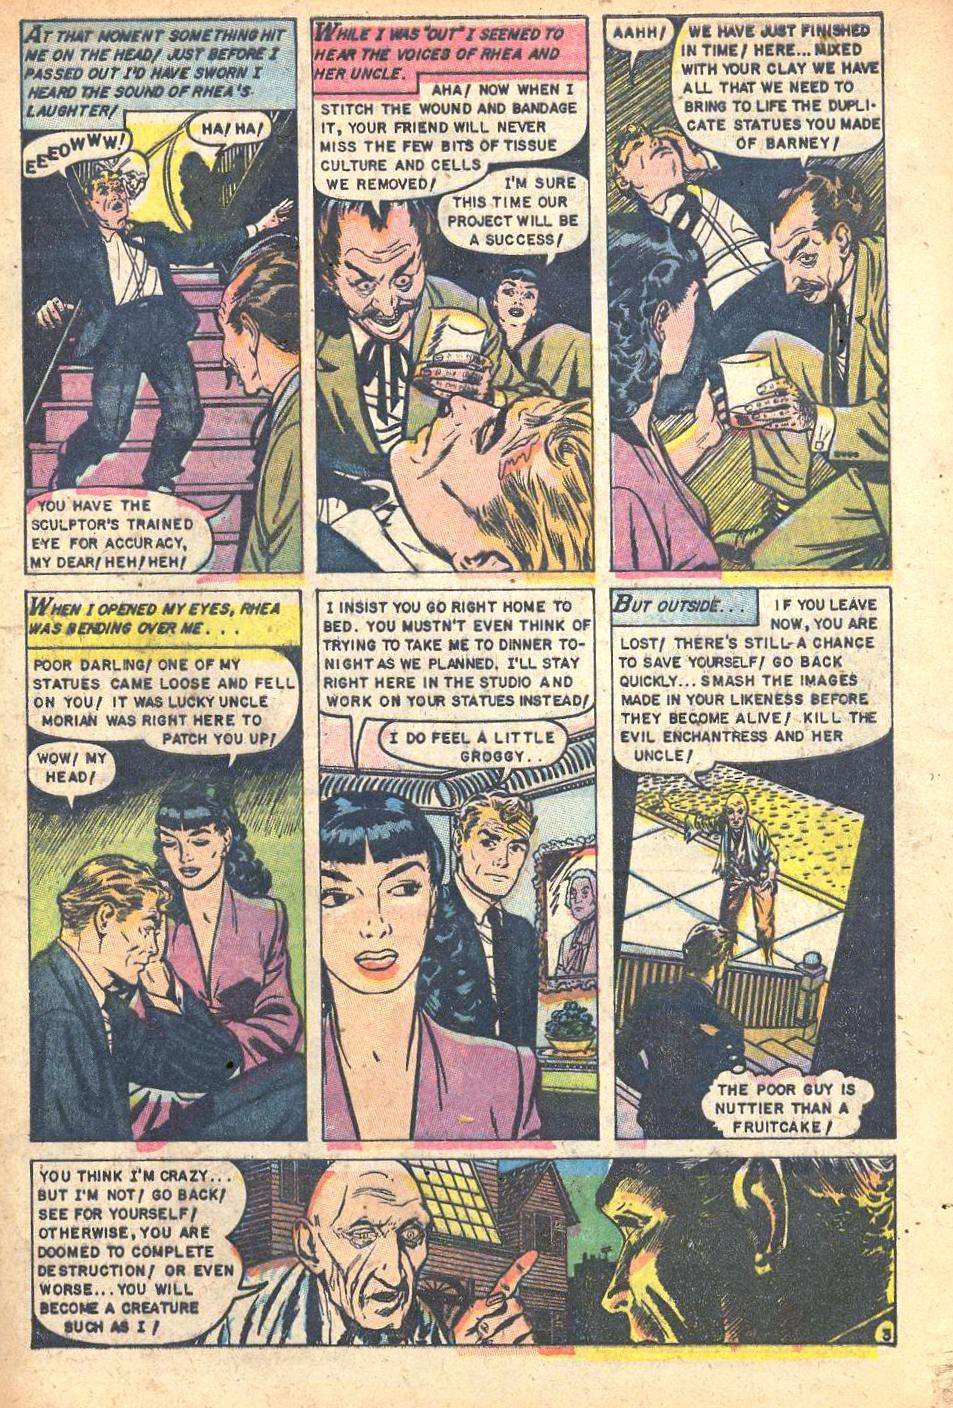 AT THAT MOMENT SOMETHING HIT
ME ON THE HEAD! JUST BEFORE I
PASSED OUT I'D HAVE SWORN I
HEARD THE SOUND OF RHEA'S
LAUGHTER!
EEEOWWW!
HA! HA!
YOU HAVE THE
SCULPTOR'S TRAINED
EYE FOR ACCURACY,
MY DEAR! HEH! HEH!
WHILE I WAS "OUT" I SEEMED TO
HEAR THE VOICES OF RHEA AND
HER UNCLE.
AHA! NOW WHEN I
STITCH THE WOUND AND BANDAGE
IT, YOUR FRIEND WILL NEVER
MISS THE FEW BITS OF TISSUE
CULTURE AND CELLS
WE REMOVED!
I'M SURE
THIS TIME OUR
PROJECT WILL BE
A SUCCESS!
AAHH!
WE HAVE JUST FINISHED
IN TIME! HERE... MIXED
WITH YOUR CLAY WE HAVE
ALL THAT WE NEED TO
BRING TO LIFE THE DUPLI-
CATE STATUES YOU MADE
OF BARNEY!
WHEN I OPENED MY EYES, RHEA
WAS BENDING OVER ME...
POOR DARLING! ONE OF MY
STATUES CAME LOOSE AND FELL
ON YOU! IT WAS LUCKY UNCLE
MORIAN WAS RIGHT HERE TO
PATCH YOU UP!
WOW! MY
HEAD!
I INSIST YOU GO RIGHT HOME TO
BED. YOU MUSTN'T EVEN THINK OF
TRYING TO TAKE ME TO DINNER TO-
NIGHT AS WE PLANNED. I'LL STAY
RIGHT HERE IN THE STUDIO AND
WORK ON YOUR STATUES INSTEAD!
I DO FEEL A LITTLE
GROGGY..
BUT OUTSIDE...
IF YOU LEAVE
NOW, YOU ARE
LOST! THERE'S STILL A CHANCE
TO SAVE YOURSELF! GO BACK
QUICKLY... SMASH THE IMAGES
MADE IN YOUR LIKENESS BEFORE
THEY BECOME ALIVE! KILL THE
EVIL ENCHANTRESS AND HER
UNCLE!
THE POOR GUY IS
NUTTIER THAN A
FRUITCAKE!
YOU THINK I'M CRAZY...
BUT I'M NOT! GO BACK!
SEE FOR YOURSELF!
OTHERWISE, YOU ARE
DOOMED TO COMPLETE
DESTRUCTION! OR EVEN
WORSE... YOU WILL
BECOME A CREATURE
SUCH AS I!
3